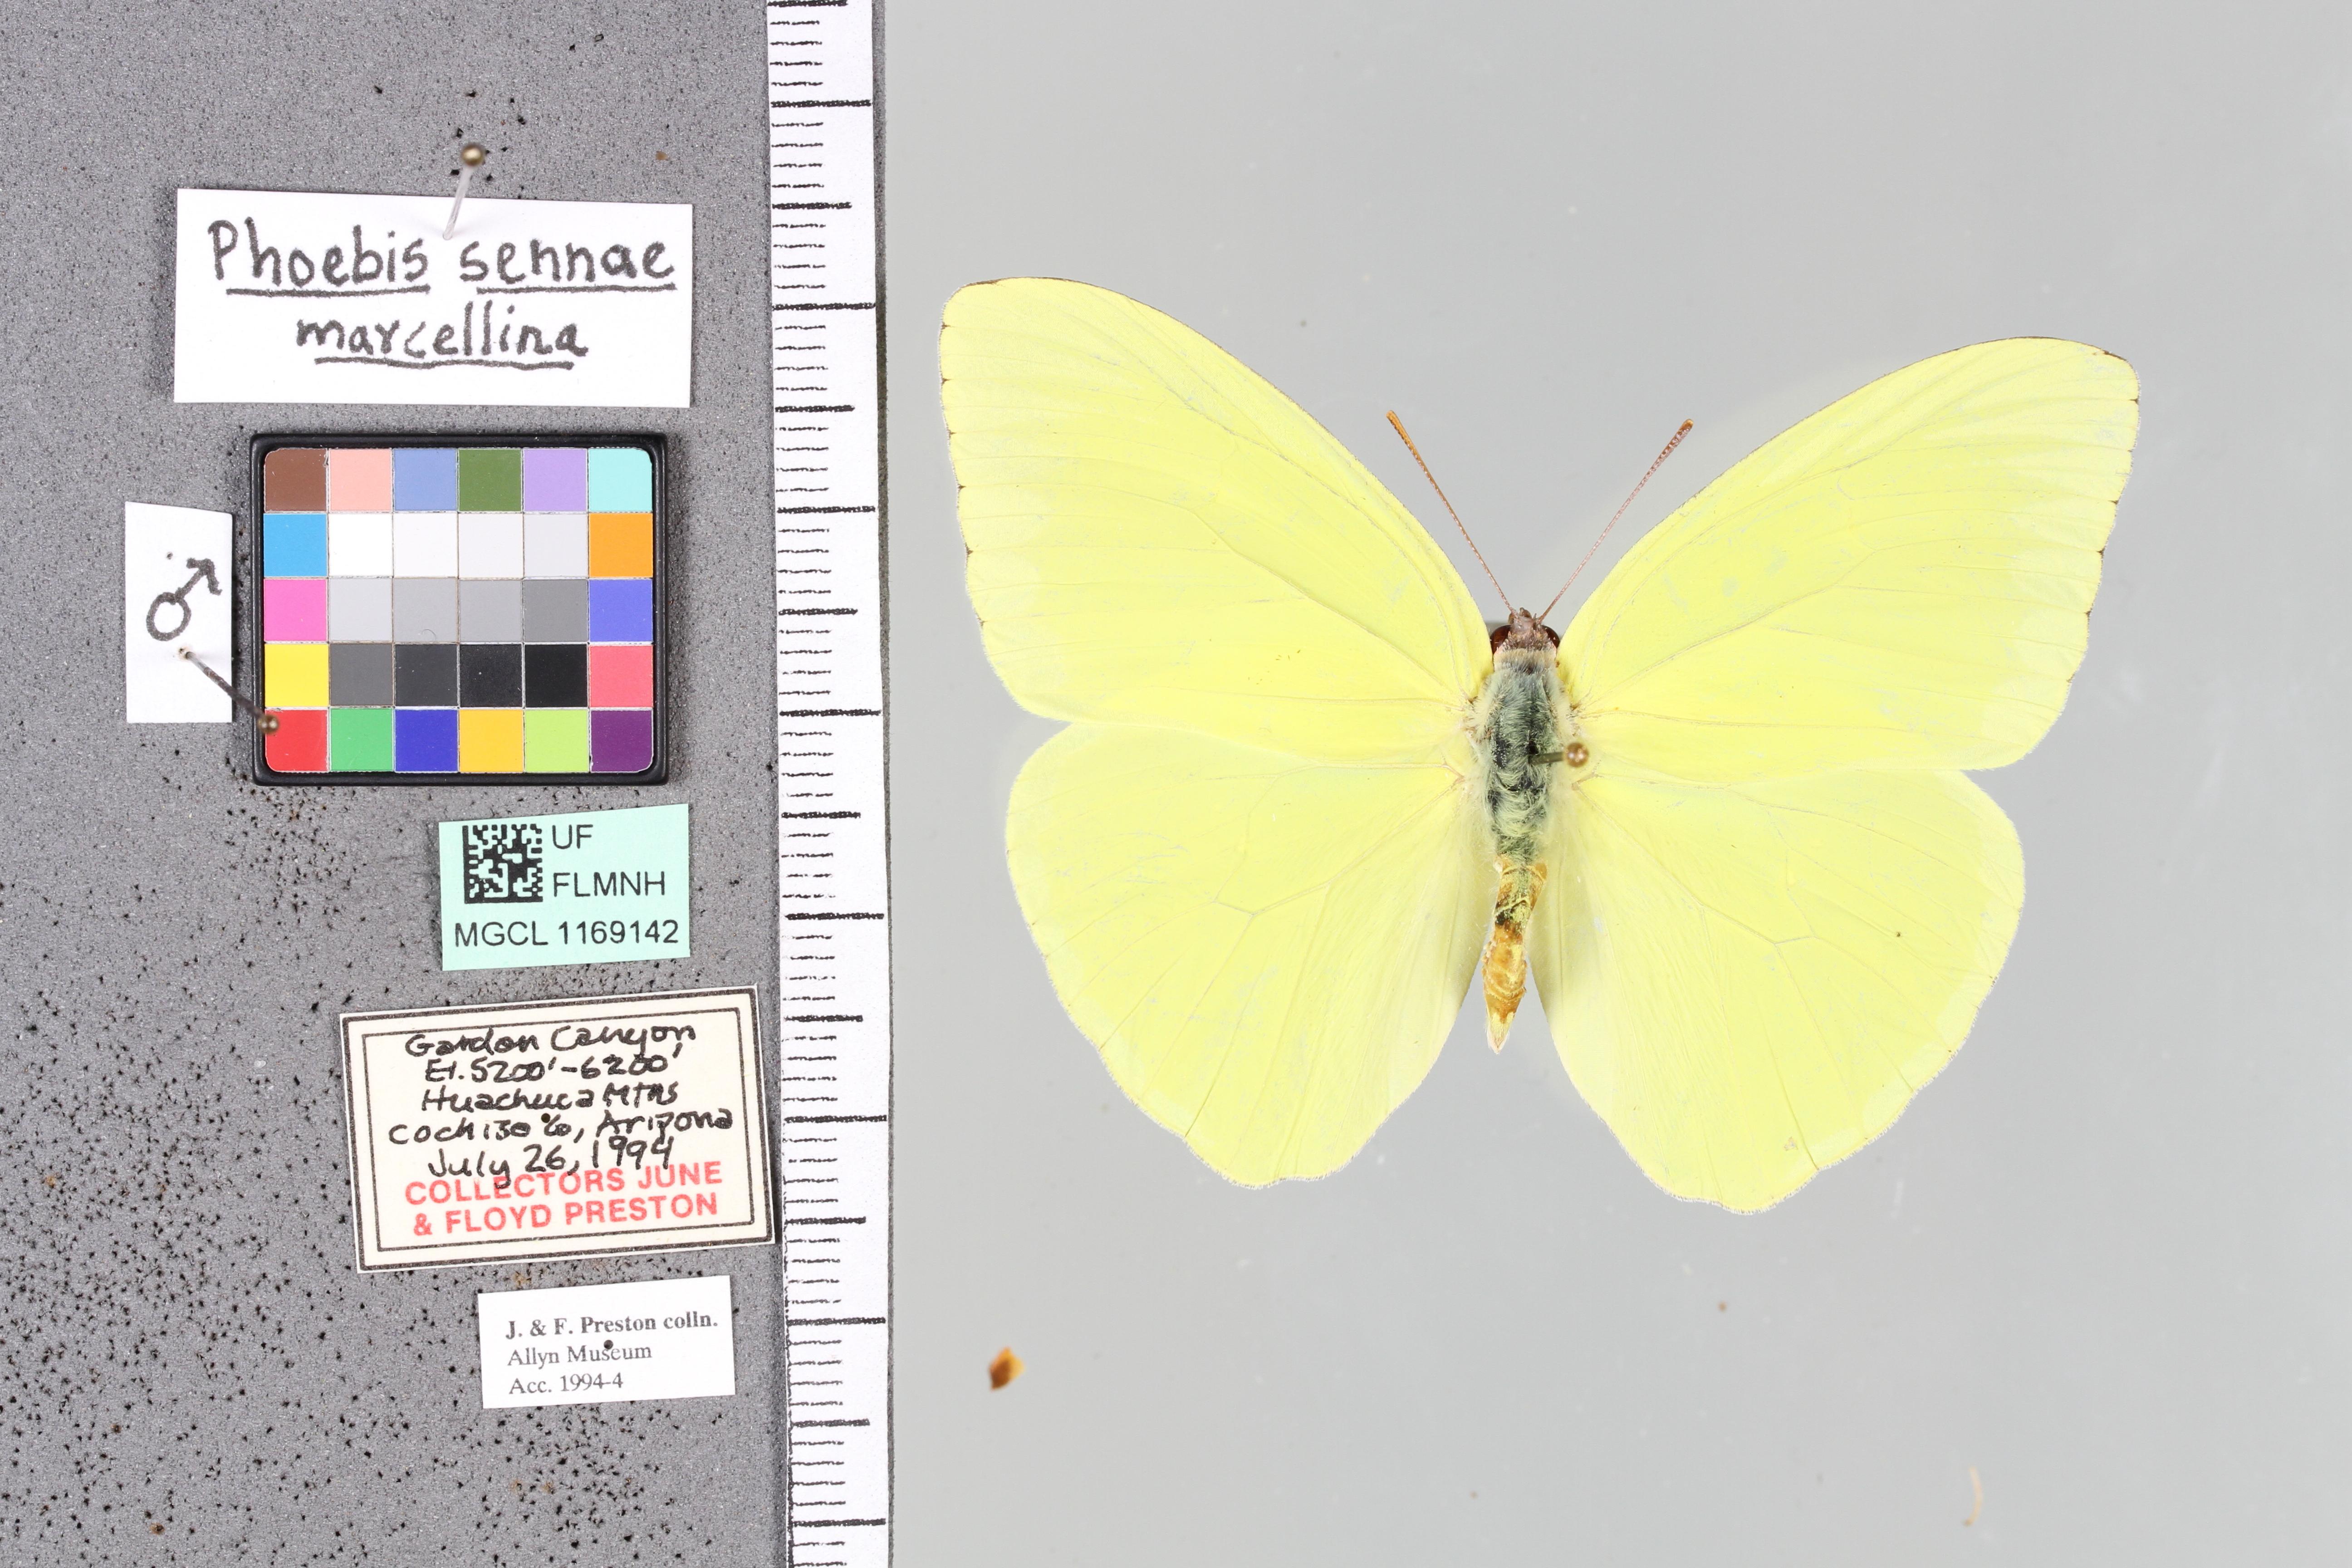 Phoebis sennae
marcellina
♂
UF
FLMNH
MGCL 1169142
Garden Canyon
El. 5200'-6200'
Huachuca Mtns
Cochise Co, Arizona
July 26, 1994
COLLECTORS JUNE
& FLOYD PRESTON
J. & F. Preston colln.
Allyn Museum
Acc. 1994-4